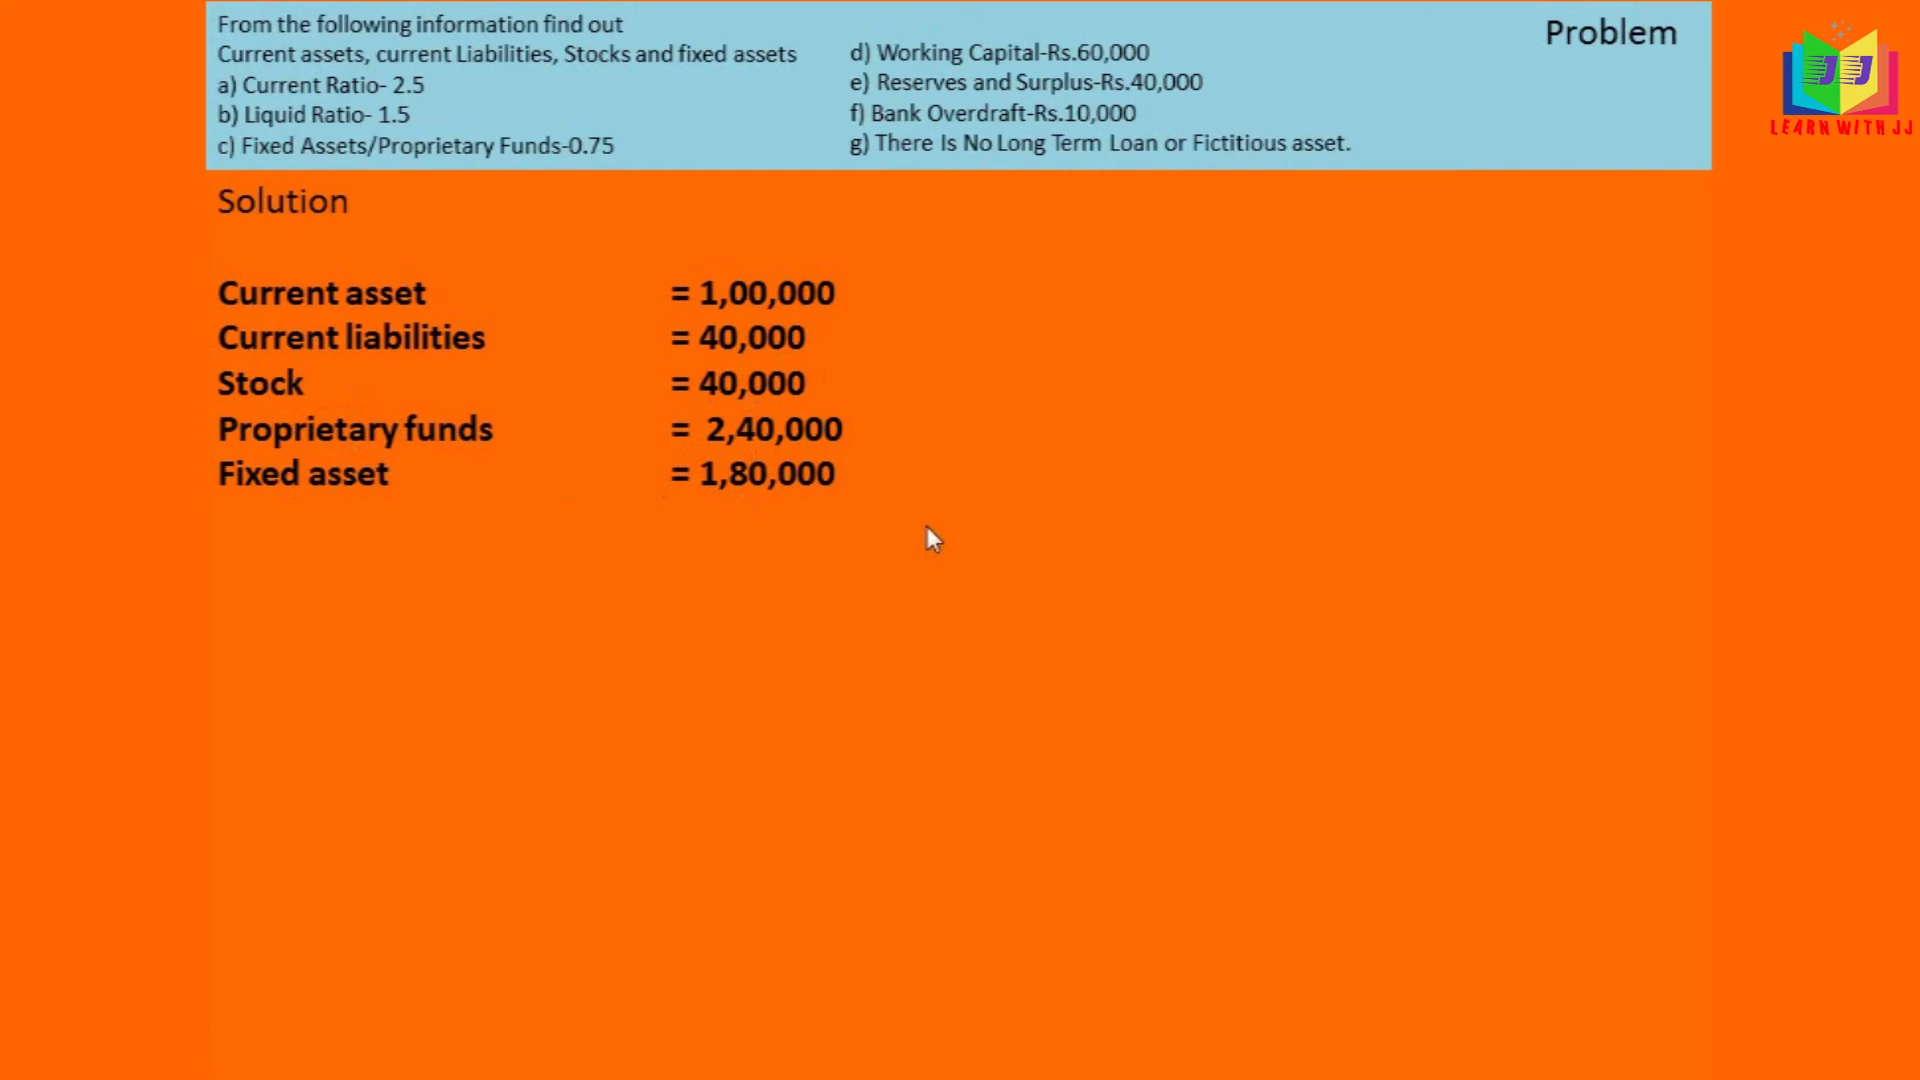 From the following information find out
Current assets, current Liabilities, Stocks and fixed assets
a) Current Ratio- 2.5
b) Liquid Ratio- 1.5
c) Fixed Assets/Proprietary Funds-0.75
d) Working Capital-Rs.60,000
e) Reserves and Surplus-Rs.40,000
f) Bank Overdraft-Rs.10,000
g) There Is No Long Term Loan or Fictitious asset.
Problem
JJ
LEARN WITH JJ
Solution
Current asset = 1,00,000
Current liabilities = 40,000
Stock = 40,000
Proprietary funds = 2,40,000
Fixed asset = 1,80,000